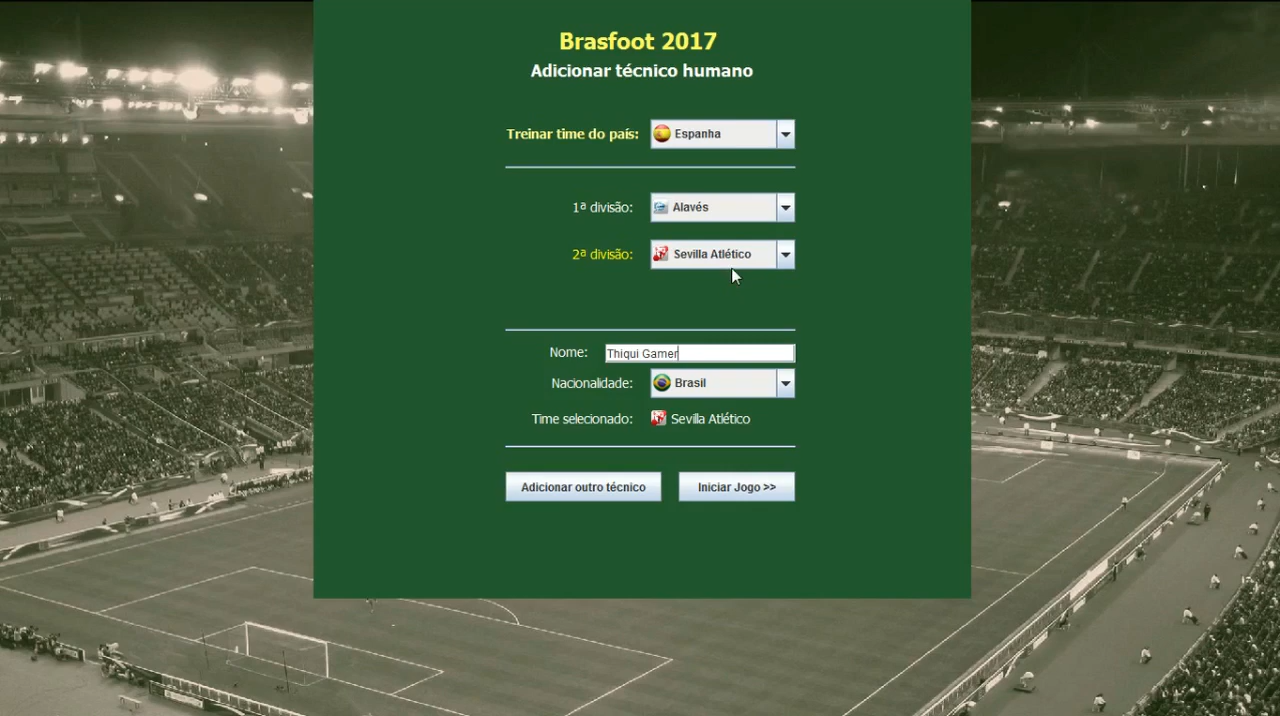 Brasfoot 2017
Adicionar técnico humano
Treinar time do país: Espanha
1ª divisão: Alavés
2ª divisão: Sevilla Atlético
Nome: Thiqui Gamer
Nacionalidade: Brasil
Time selecionado: Sevilla Atlético
Adicionar outro técnico Iniciar Jogo >>